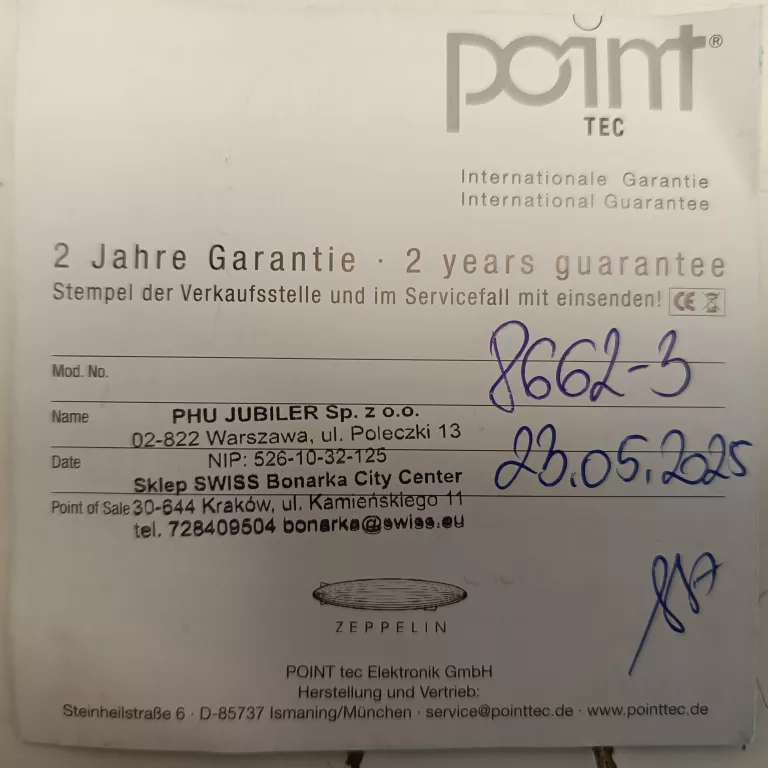 point®
TEC
Internationale Garantie
International Guarantee
2 Jahre Garantie · 2 years guarantee
Stempel der Verkaufsstelle und im Servicefall mit einsenden! CE
Mod. No.
8662-3
Name
PHU JUBILER Sp. z o.o.
02-822 Warszawa, ul. Poleczki 13
Date
NIP: 526-10-32-125
23.05.2025
Sklep SWISS Bonarka City Center
Point of Sale
30-644 Kraków, ul. Kamieńskiego 11
tel. 728409504 bonarka@swiss.eu
ZEPPELIN
POINT tec Elektronik GmbH
Herstellung und Vertrieb:
Steinheilstraße 6 · D-85737 Ismaning/München · service@pointtec.de · www.pointtec.de